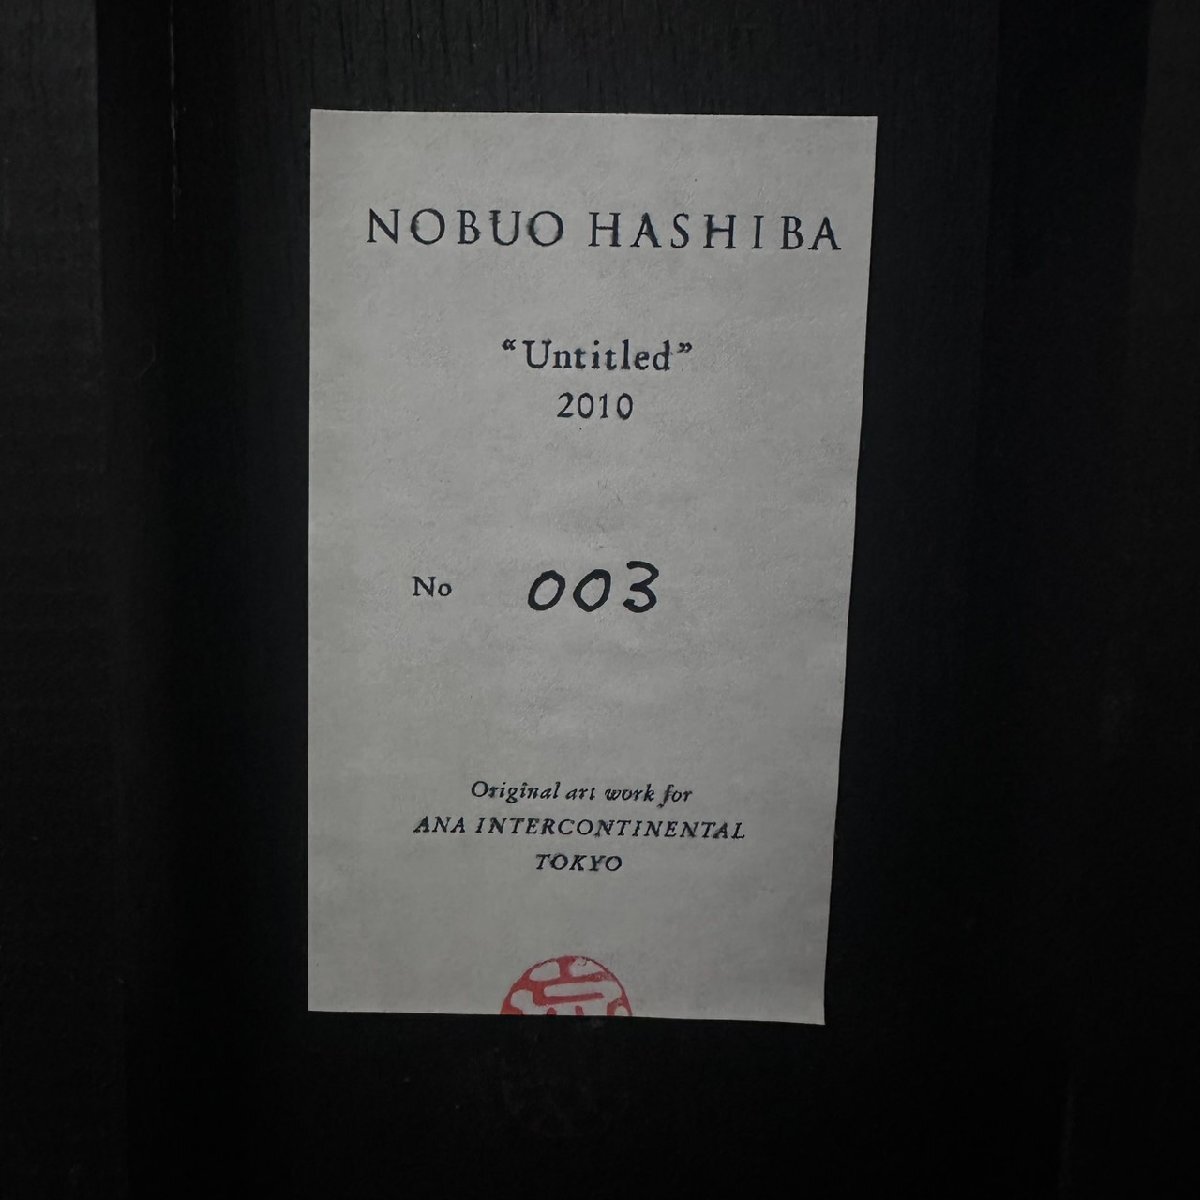 NOBUO HASHIBA
“Untitled”
2010
No 003
Original art work for
ANA INTERCONTINENTAL
TOKYO